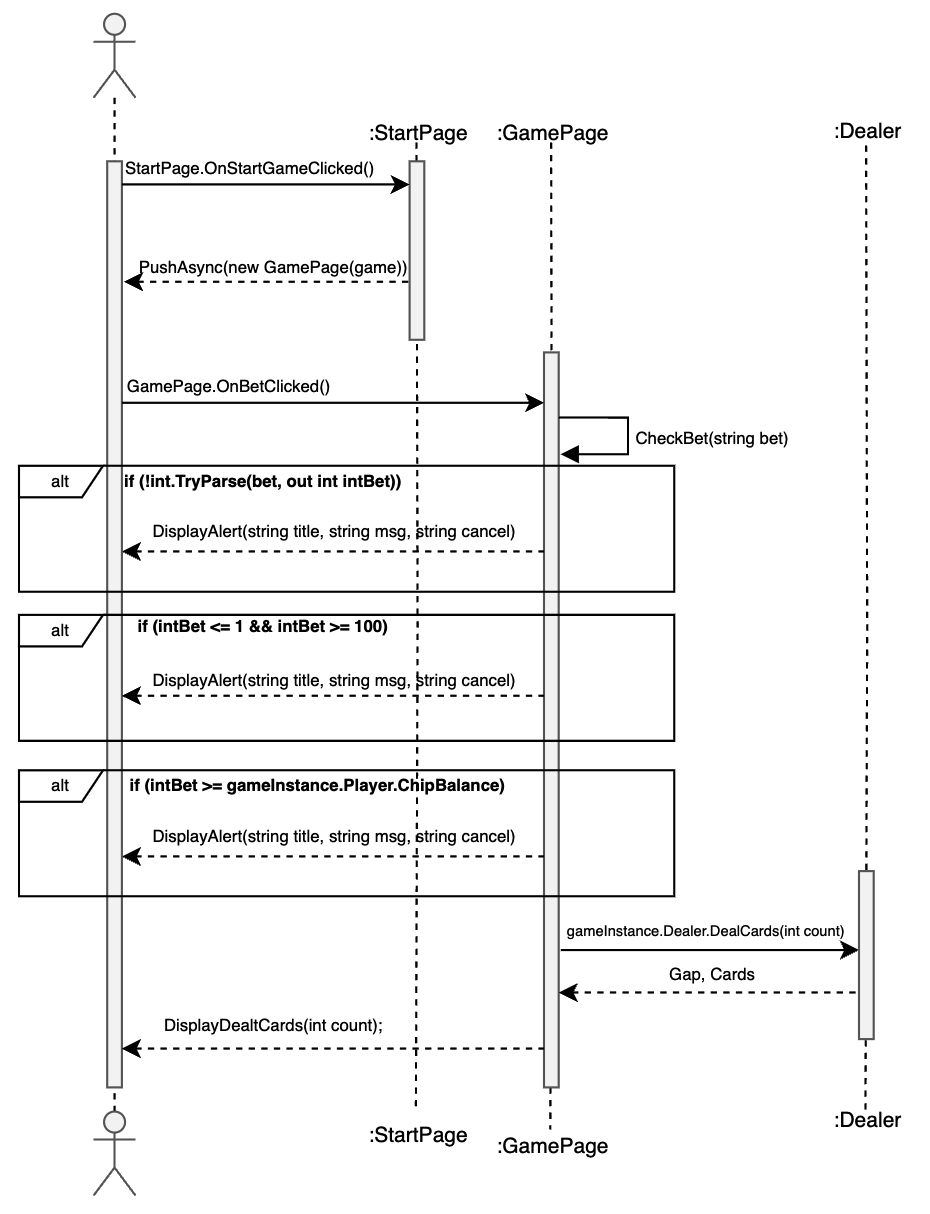 :StartPage
:GamePage
:Dealer
StartPage.OnStartGameClicked()
PushAsync(new GamePage(game))
GamePage.OnBetClicked()
CheckBet(string bet)
alt
if (!int.TryParse(bet, out int intBet))
DisplayAlert(string title, string msg, string cancel)
alt
if (intBet <= 1 && intBet >= 100)
DisplayAlert(string title, string msg, string cancel)
alt
if (intBet >= gameInstance.Player.ChipBalance)
DisplayAlert(string title, string msg, string cancel)
gameInstance.Dealer.DealCards(int count)
Gap, Cards
DisplayDealtCards(int count);
:StartPage
:GamePage
:Dealer